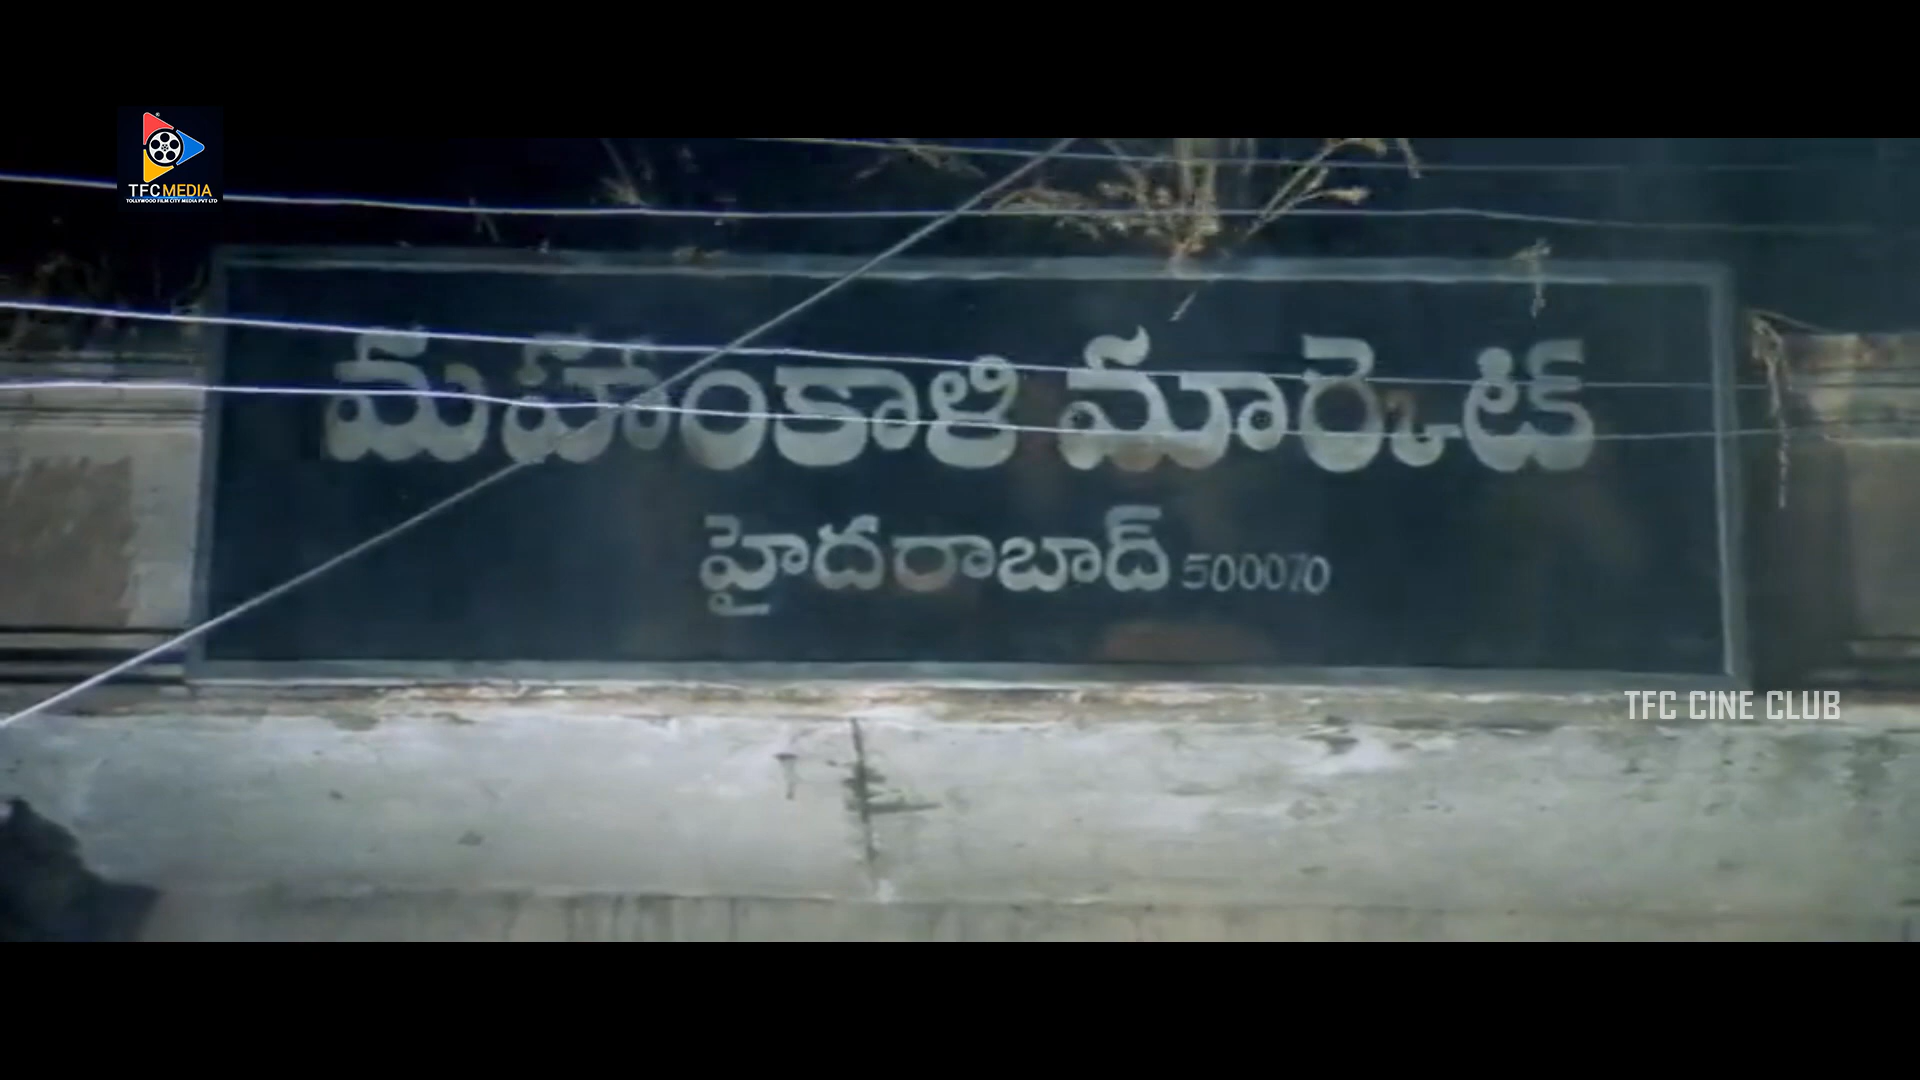 TFC MEDIA
TOLLYWOOD FILM CITY MEDIA PVT LTD
మహాంకాళి మార్కెట్
హైదరాబాద్ 500070
TFC CINE CLUB